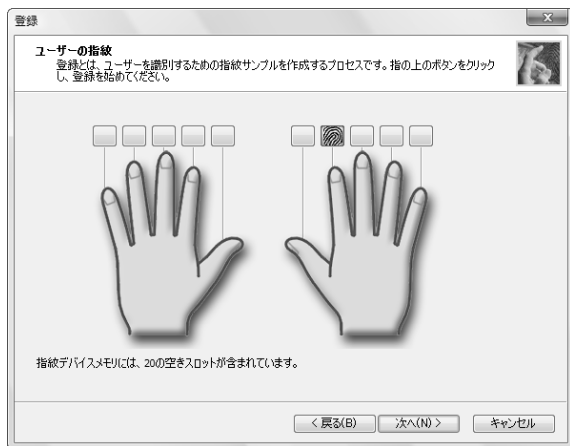 登録
ユーザーの指紋
登録とは、ユーザーを識別するための指紋サンプルを作成するプロセスです。指の上のボタンをクリック
し、登録を始めてください。
指紋デバイスメモリには、20の空きスロットが含まれています。
< 戻る(B)
次へ(N) >
キャンセル